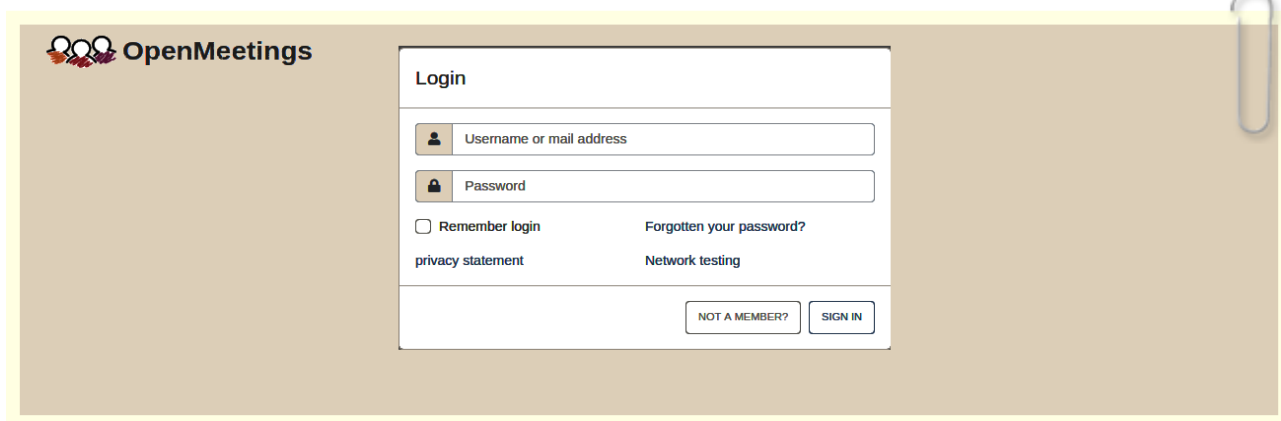 OpenMeetings
Login
Username or mail address
Password
Remember login
Forgotten your password?
privacy statement
Network testing
NOT A MEMBER?
SIGN IN